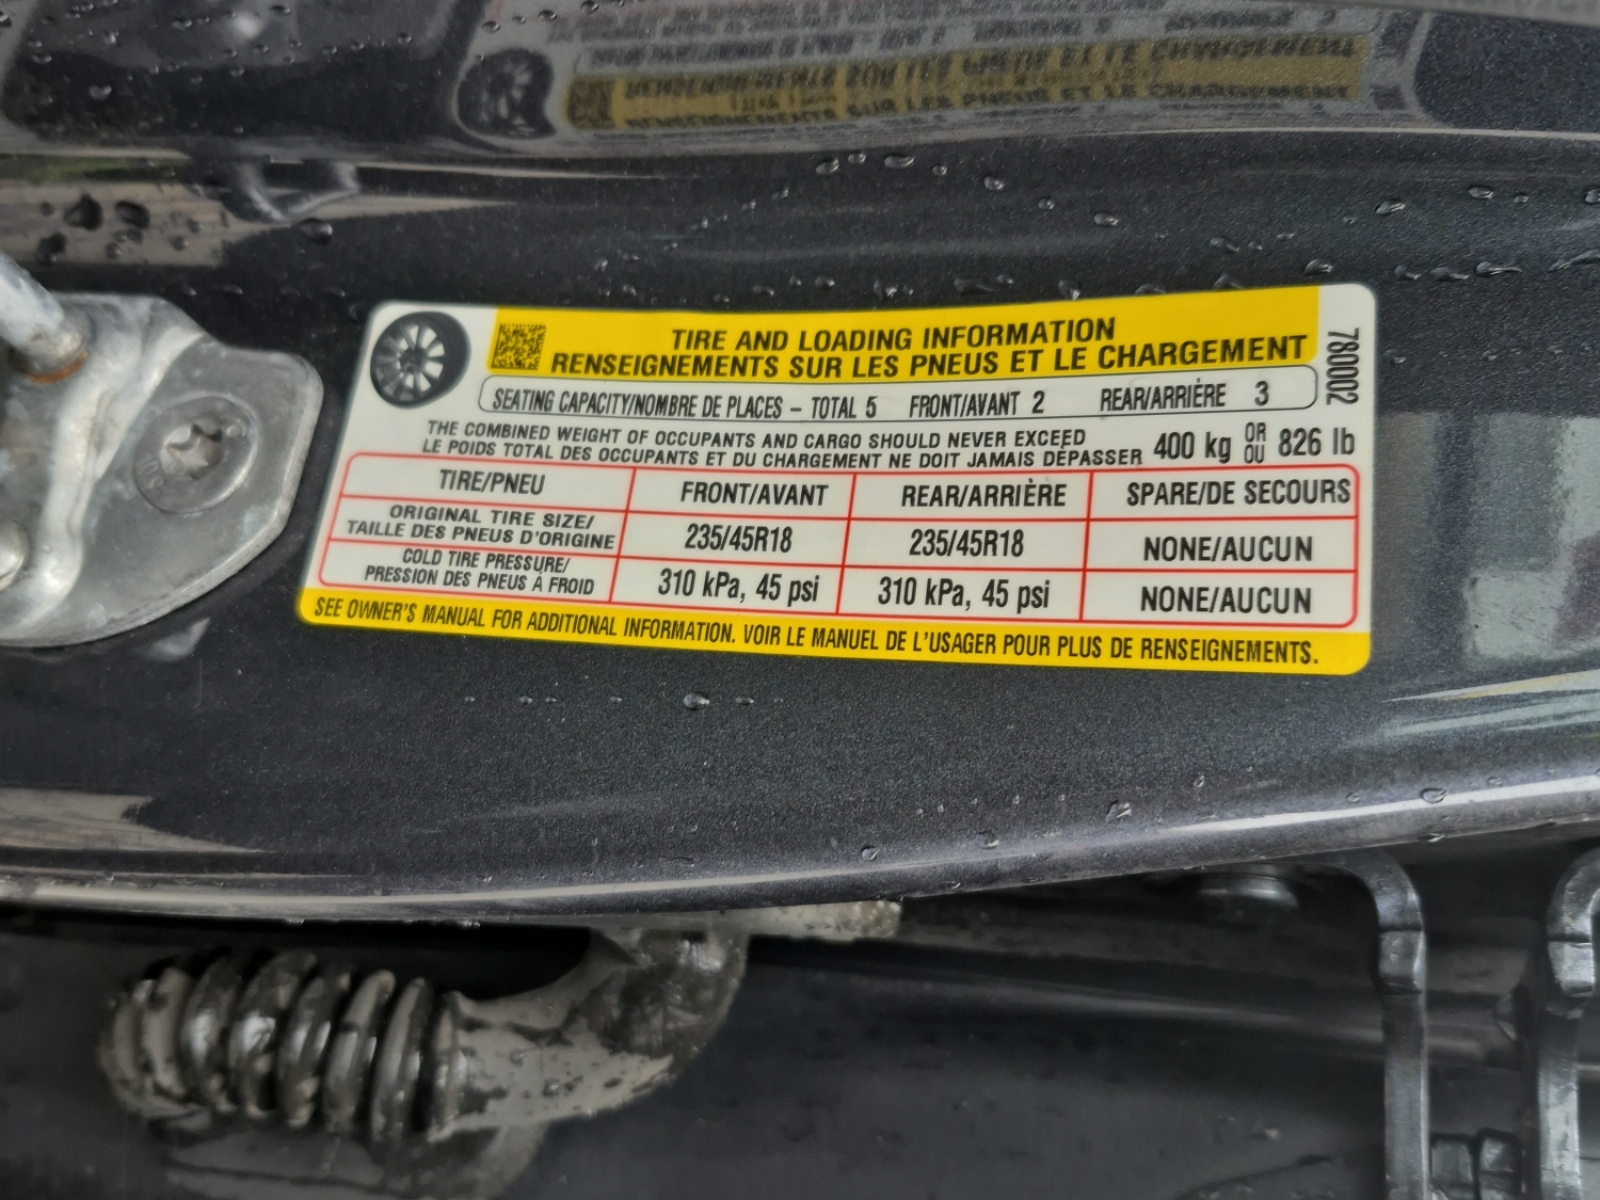 TIRE AND LOADING INFORMATION
RENSEIGNEMENTS SUR LES PNEUS ET LE CHARGEMENT
780002
SEATING CAPACITY/NOMBRE DE PLACES – TOTAL 5 FRONT/AVANT 2 REAR/ARRIÈRE 3
THE COMBINED WEIGHT OF OCCUPANTS AND CARGO SHOULD NEVER EXCEED
LE POIDS TOTAL DES OCCUPANTS ET DU CHARGEMENT NE DOIT JAMAIS DÉPASSER
400 kg OR OU 826 lb
TIRE/PNEU FRONT/AVANT REAR/ARRIÈRE SPARE/DE SECOURS
ORIGINAL TIRE SIZE/
TAILLE DES PNEUS D'ORIGINE
235/45R18 235/45R18 NONE/AUCUN
COLD TIRE PRESSURE/
PRESSION DES PNEUS À FROID
310 kPa, 45 psi 310 kPa, 45 psi NONE/AUCUN
SEE OWNER'S MANUAL FOR ADDITIONAL INFORMATION. VOIR LE MANUEL DE L'USAGER POUR PLUS DE RENSEIGNEMENTS.